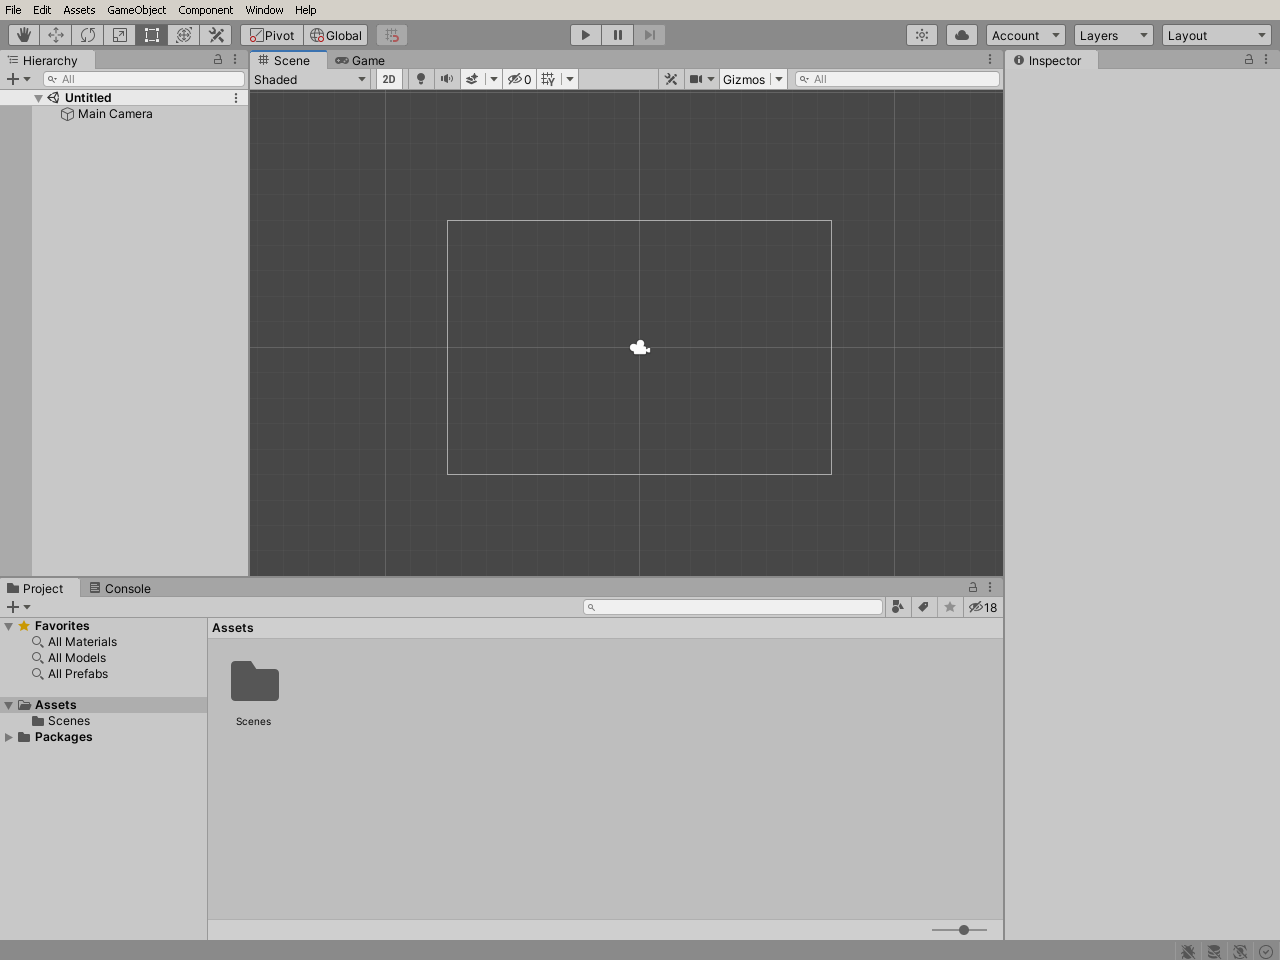 File Edit Assets GameObject Component Window Help
Pivot Global Account Layers Layout
Hierarchy Scene Game Inspector
All Shaded 2D 0 Gizmos All
Untitled
Main Camera
Project Console
18
Favorites Assets
All Materials
All Models
All Prefabs
Assets
Scenes Scenes
Packages